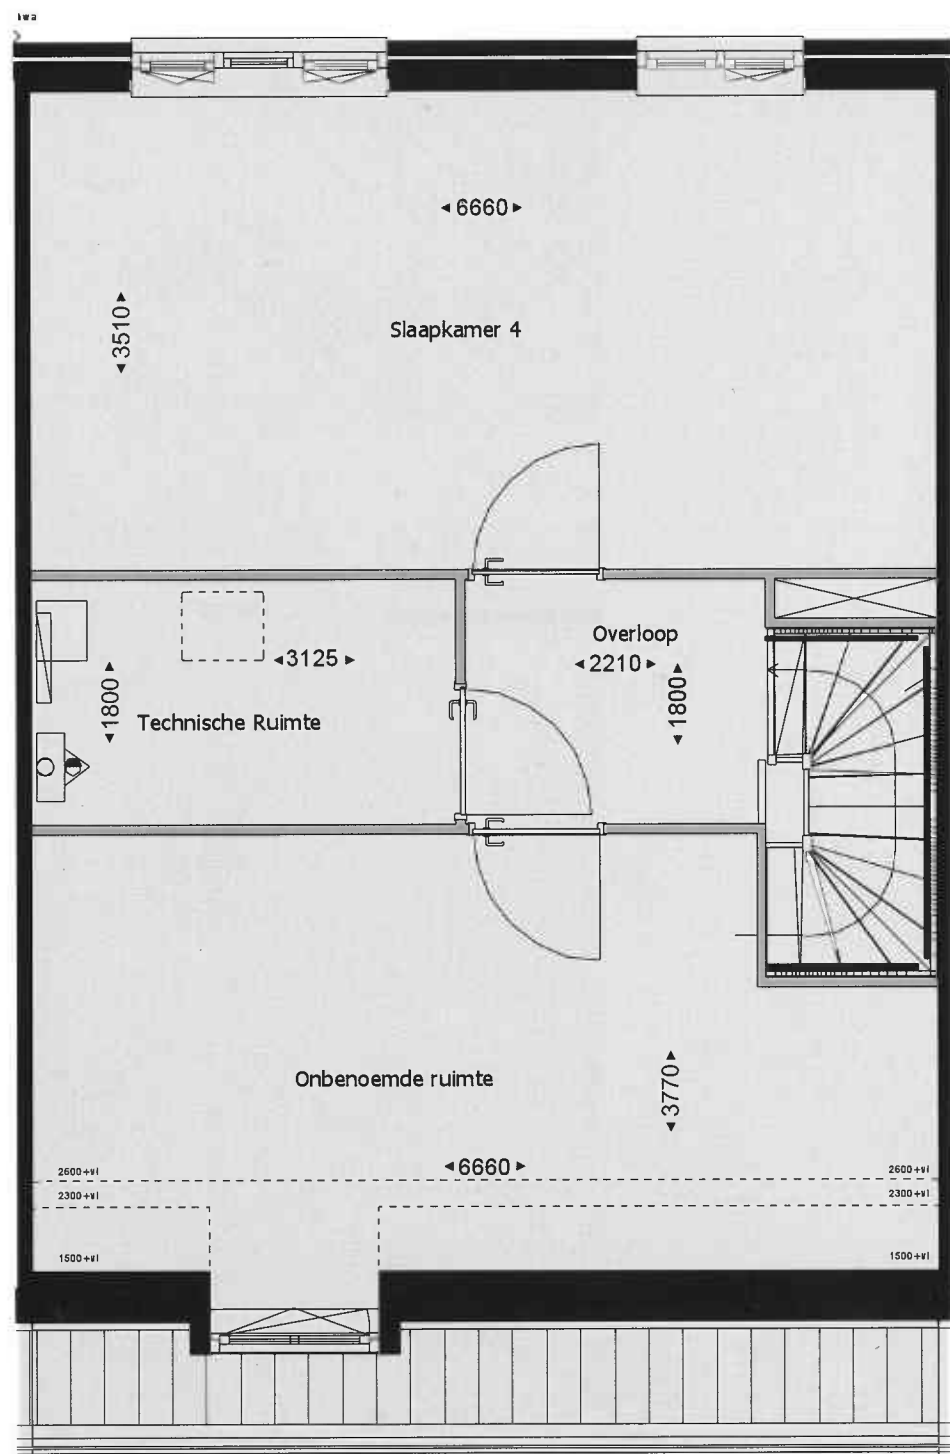 hwa
6660
3510
Slaapkamer 4
Overloop
3125
2210
1800
1800
Technische Ruimte
Onbenoemde ruimte
3770
6660
2600+vl
2600+vl
2300+vl
2300+vl
1500+vl
1500+vl